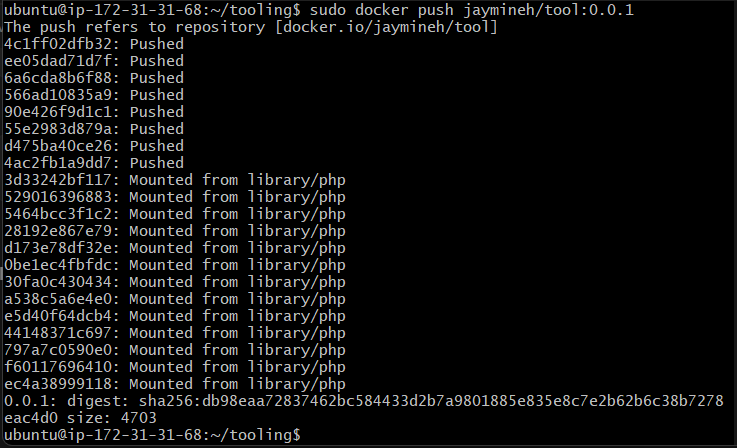 ubuntu@ip-172-31-31-68:~/tooling$ sudo docker push jaymineh/tool:0.0.1
The push refers to repository [docker.io/jaymineh/tool]
4c1ff02dfb32: Pushed
ee05dad71d7f: Pushed
6a6cda8b6f88: Pushed
566ad10835a9: Pushed
90e426f9d1c1: Pushed
55e2983d879a: Pushed
d475ba40ce26: Pushed
4ac2fb1a9dd7: Pushed
3d33242bf117: Mounted from library/php
529016396883: Mounted from library/php
5464bcc3f1c2: Mounted from library/php
28192e867e79: Mounted from library/php
d173e78df32e: Mounted from library/php
0be1ec4fbfdc: Mounted from library/php
30fa0c430434: Mounted from library/php
a538c5a6e4e0: Mounted from library/php
e5d40f64dcb4: Mounted from library/php
44148371c697: Mounted from library/php
797a7c0590e0: Mounted from library/php
f60117696410: Mounted from library/php
ec4a38999118: Mounted from library/php
0.0.1: digest: sha256:db98eaa72837462bc584433d2b7a9801885e835e8c7e2b62b6c38b7278
eac4d0 size: 4703
ubuntu@ip-172-31-31-68:~/tooling$